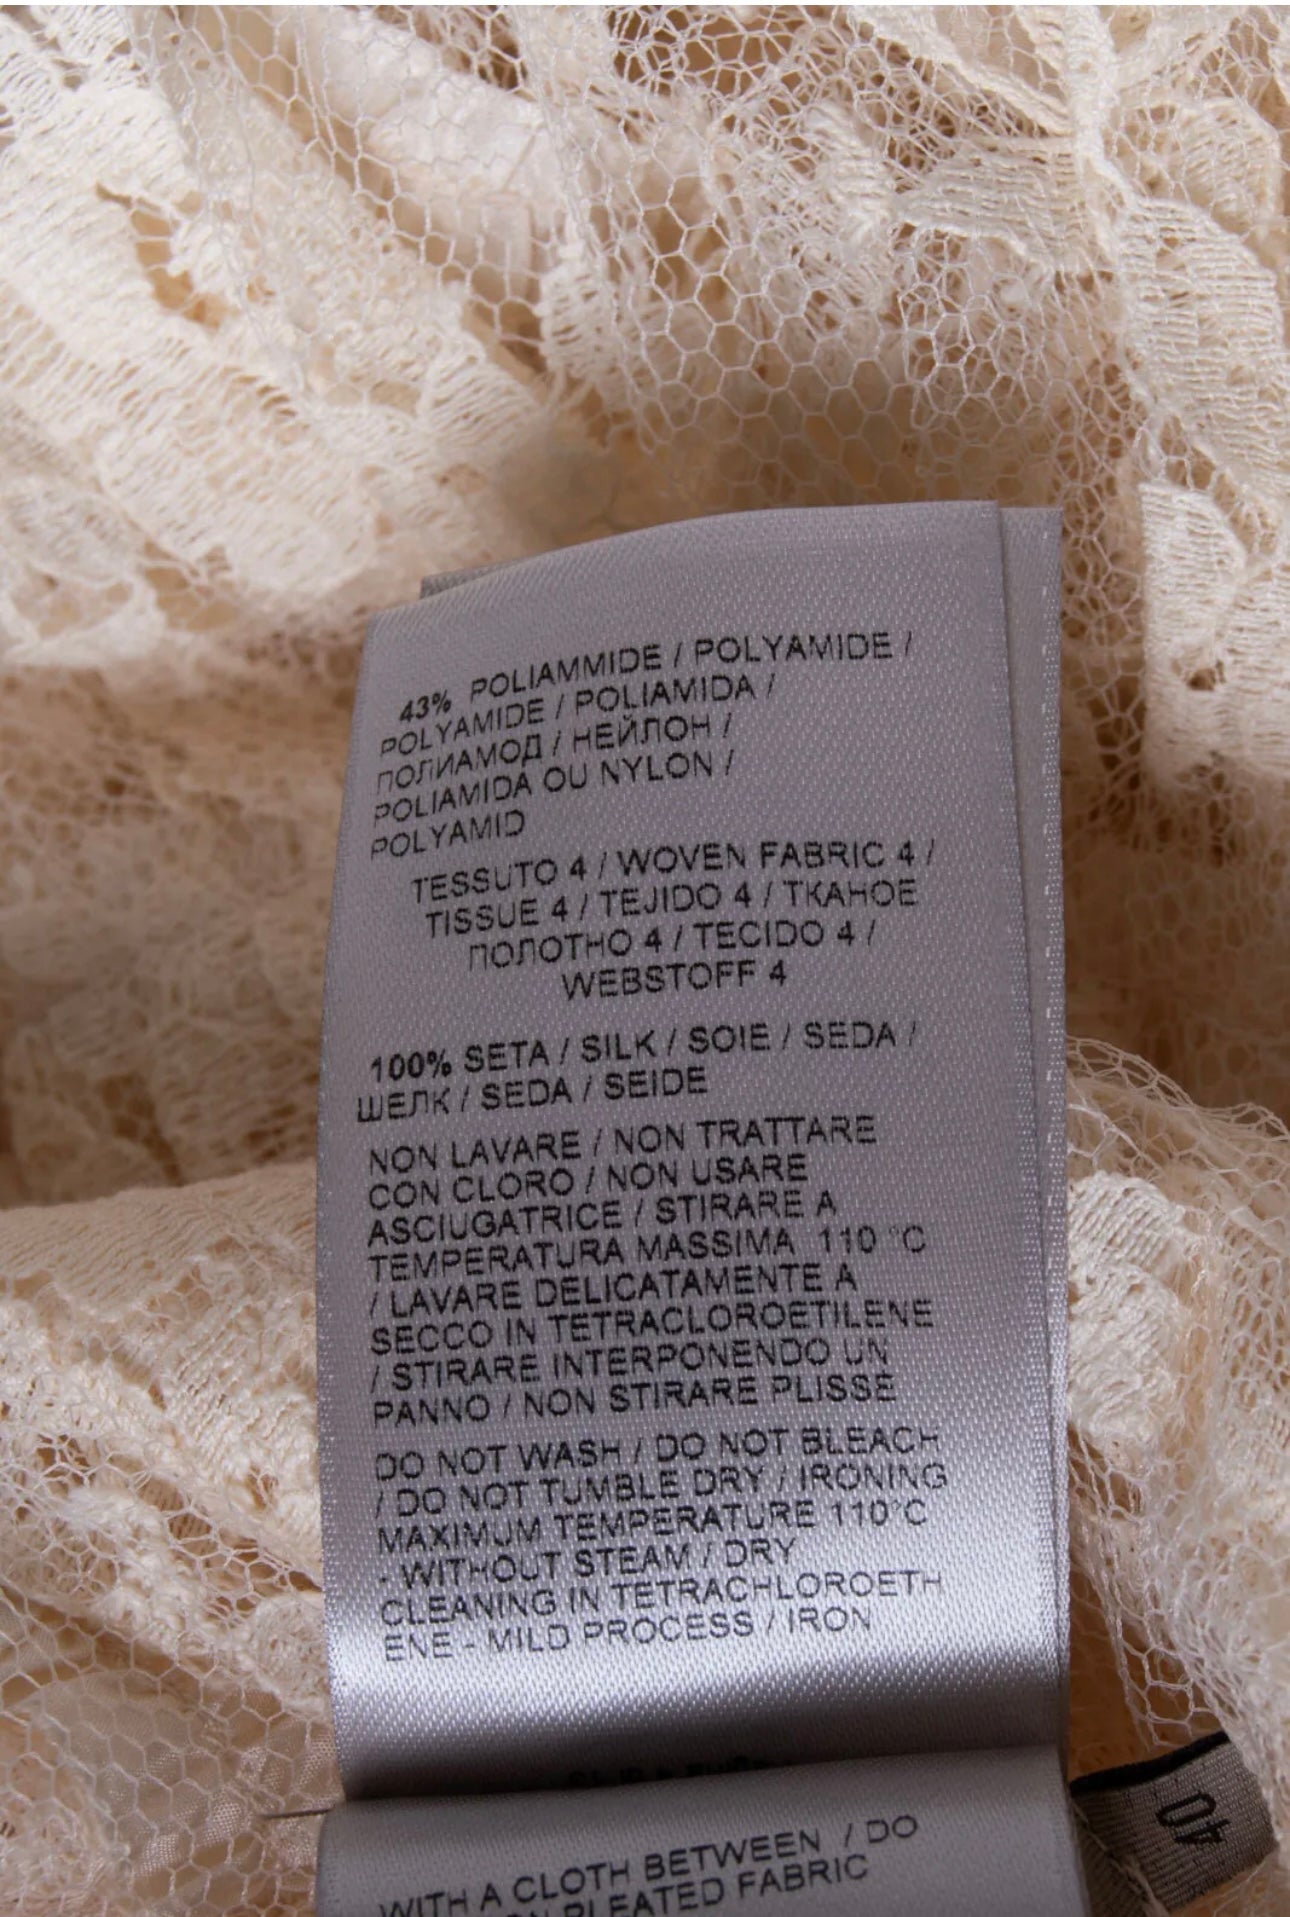 43% POLIAMMIDE / POLYAMIDE /
POLYAMIDE / POLIAMIDA /
ПОЛИАМОД / НЕЙЛОН /
POLIAMIDA OU NYLON /
POLYAMID
TESSUTO 4 / WOVEN FABRIC 4 /
TISSUE 4 / TEJIDO 4 / ТКАНОЕ
ПОЛОТНО 4 / TECIDO 4 /
WEBSTOFF 4
100% SETA / SILK / SOIE / SEDA /
ШЕЛК / SEDA / SEIDE
NON LAVARE / NON TRATTARE
CON CLORO / NON USARE
ASCIUGATRICE / STIRARE A
TEMPERATURA MASSIMA 110 °C
/ LAVARE DELICATAMENTE A
SECCO IN TETRACLOROETILENE
/ STIRARE INTERPONENDO UN
PANNO / NON STIRARE PLISSE
DO NOT WASH / DO NOT BLEACH
/ DO NOT TUMBLE DRY / IRONING
MAXIMUM TEMPERATURE 110°C
- WITHOUT STEAM / DRY
CLEANING IN TETRACHLOROETH
ENE - MILD PROCESS / IRON
WITH A CLOTH BETWEEN / DO
PLEATED FABRIC
40